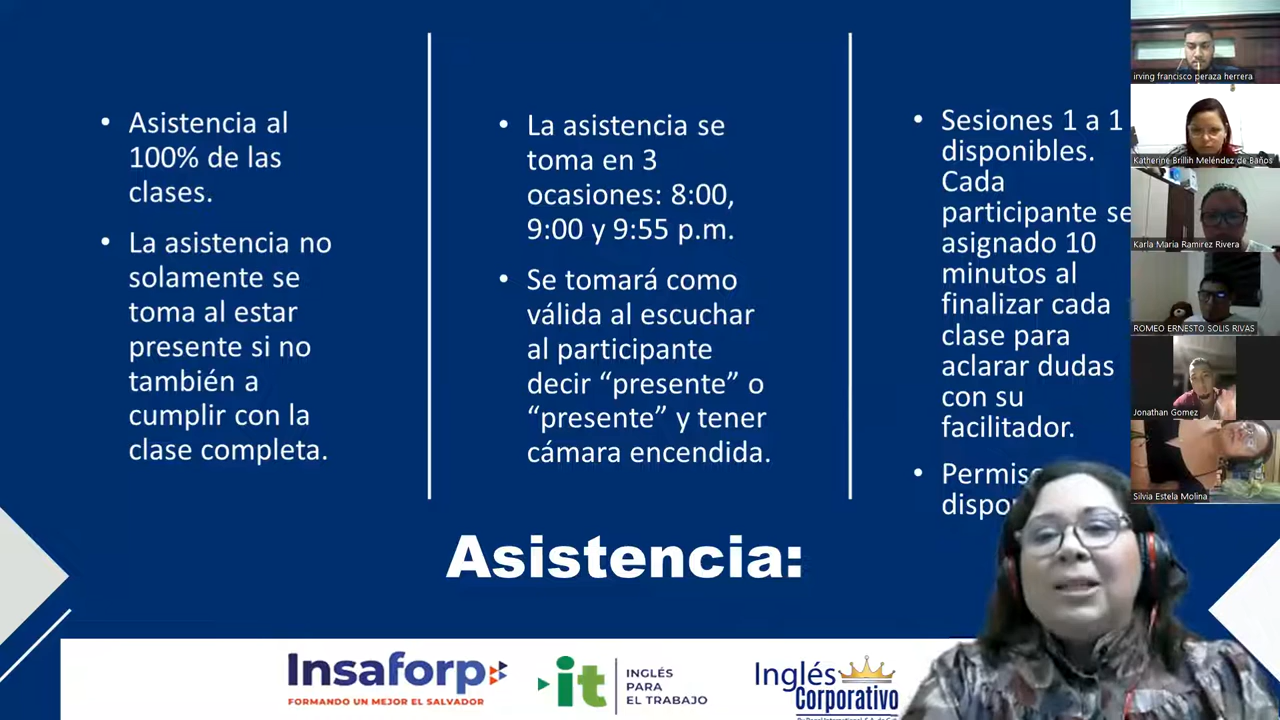 Asistencia al
100% de las
clases.
La asistencia no
solamente se
toma al estar
presente si no
también a
cumplir con la
clase completa.
La asistencia se
toma en 3
ocasiones: 8:00,
9:00 y 9:55 p.m.
Se tomará como
válida al escuchar
al participante
decir “presente” o
“presente” y tener
cámara encendida.
Sesiones 1 a 1
disponibles.
Cada
participante se
asignado 10
minutos al
finalizar cada
clase para
aclarar dudas
con su
facilitador.
Asistencia:
Insaforp
FORMANDO UN MEJOR EL SALVADOR
it
INGLÉS
PARA
EL TRABAJO
Inglés
Corporativo
irving francisco peraza herrera
Katherine Brillih Meléndez de Baños
Karla Maria Ramirez Rivera
ROMEO ERNESTO SOLIS RIVAS
Jonathan Gomez
Silvia Estela Molina